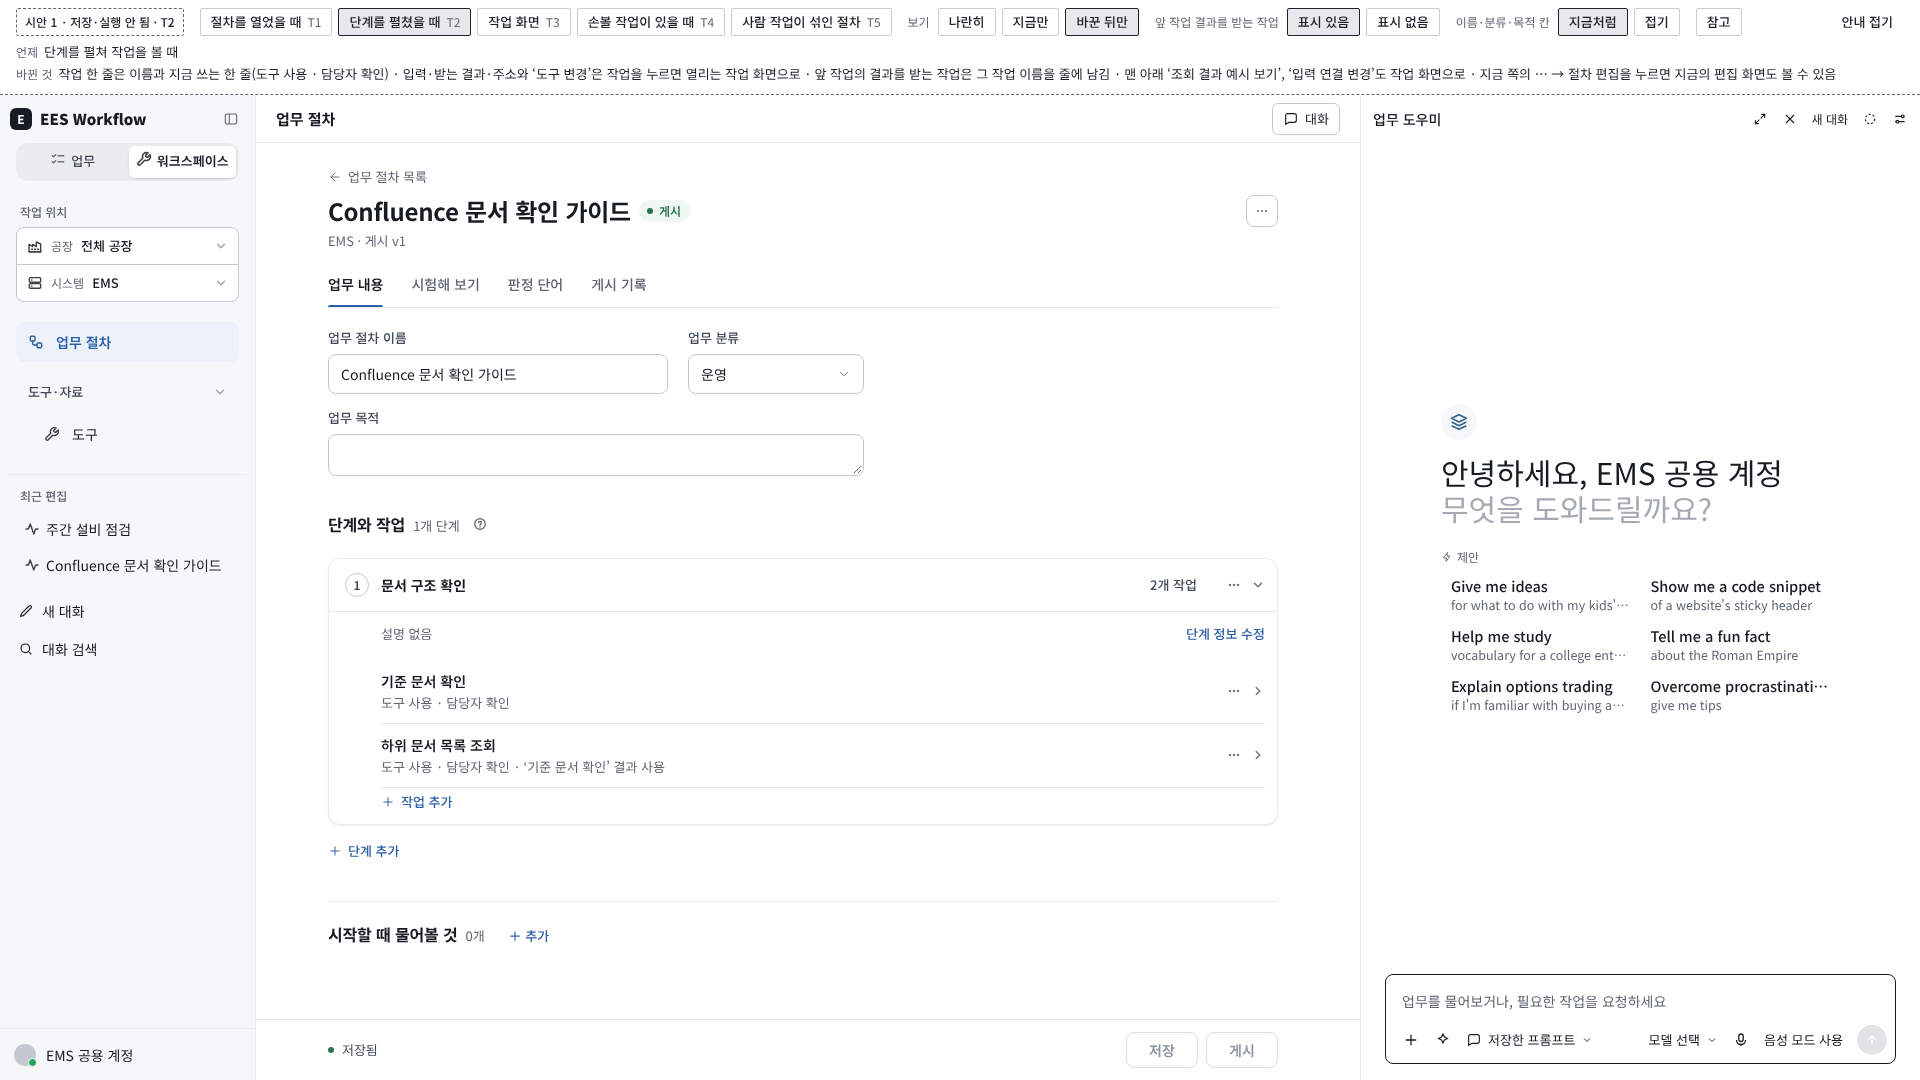 시안 1 · 저장·실행 안 됨 · T2
절차를 열었을 때 T1
단계를 펼쳤을 때 T2
작업 화면 T3
손볼 작업이 있을 때 T4
사람 작업이 섞인 절차 T5
보기
나란히
지금만
바꾼 뒤만
앞 작업 결과를 받는 작업
표시 있음
표시 없음
이름·분류·목적 칸
지금처럼
접기
참고
안내 접기
언제 단계를 펼쳐 작업을 볼 때
바뀐 것 작업 한 줄은 이름과 지금 쓰는 한 줄(도구 사용 · 담당자 확인) · 입력·받는 결과·주소와 ‘도구 변경’은 작업을 누르면 열리는 작업 화면으로 · 앞 작업의 결과를 받는 작업은 그 작업 이름을 줄에 남김 · 맨 아래 ‘조회 결과 예시 보기’, ‘입력 연결 변경’도 작업 화면으로 · 지금 쪽의 ··· → 절차 편집을 누르면 지금의 편집 화면도 볼 수 있음
E EES Workflow
업무
워크스페이스
작업 위치
공장 전체 공장
시스템 EMS
업무 절차
도구·자료
도구
최근 편집
주간 설비 점검
Confluence 문서 확인 가이드
새 대화
대화 검색
EMS 공용 계정
업무 절차
대화
← 업무 절차 목록
Confluence 문서 확인 가이드
게시
EMS · 게시 v1
업무 내용
시험해 보기
판정 단어
게시 기록
업무 절차 이름
업무 분류
Confluence 문서 확인 가이드
운영
업무 목적
단계와 작업 1개 단계
1 문서 구조 확인
2개 작업
설명 없음
단계 정보 수정
기준 문서 확인
도구 사용 · 담당자 확인
하위 문서 목록 조회
도구 사용 · 담당자 확인 · ‘기준 문서 확인’ 결과 사용
+ 작업 추가
+ 단계 추가
시작할 때 물어볼 것 0개
+ 추가
저장됨
저장
게시
업무 도우미
새 대화
안녕하세요, EMS 공용 계정
무엇을 도와드릴까요?
제안
Give me ideas
for what to do with my kids'···
Show me a code snippet
of a website's sticky header
Help me study
vocabulary for a college ent···
Tell me a fun fact
about the Roman Empire
Explain options trading
if I'm familiar with buying a···
Overcome procrastinati···
give me tips
업무를 물어보거나, 필요한 작업을 요청하세요
저장한 프롬프트
모델 선택
음성 모드 사용